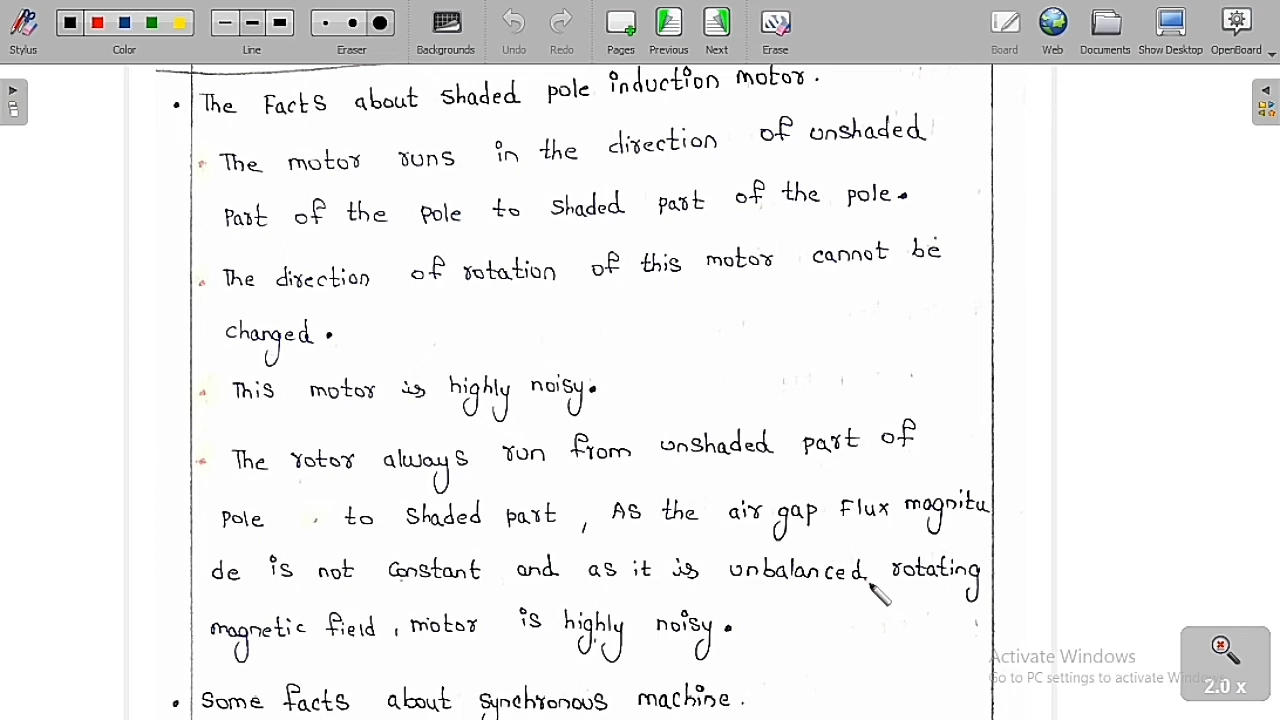 Stylus Color Line Eraser Backgrounds Undo Redo Pages Previous Next Erase Board Web Documents Show Desktop OpenBoard
• The Facts about shaded pole induction motor.
The motor runs in the direction of unshaded
Part of the pole to shaded part of the pole.
The direction of rotation of this motor cannot be
changed.
This motor is highly noisy.
The rotor always run from unshaded part of
pole to shaded part, As the air gap Flux magnitu
de is not constant and as it is unbalanced rotating
magnetic field, motor is highly noisy.
Activate Windows
Go to PC settings to activate Windows
2.0 x
• Some facts about synchronous machine.